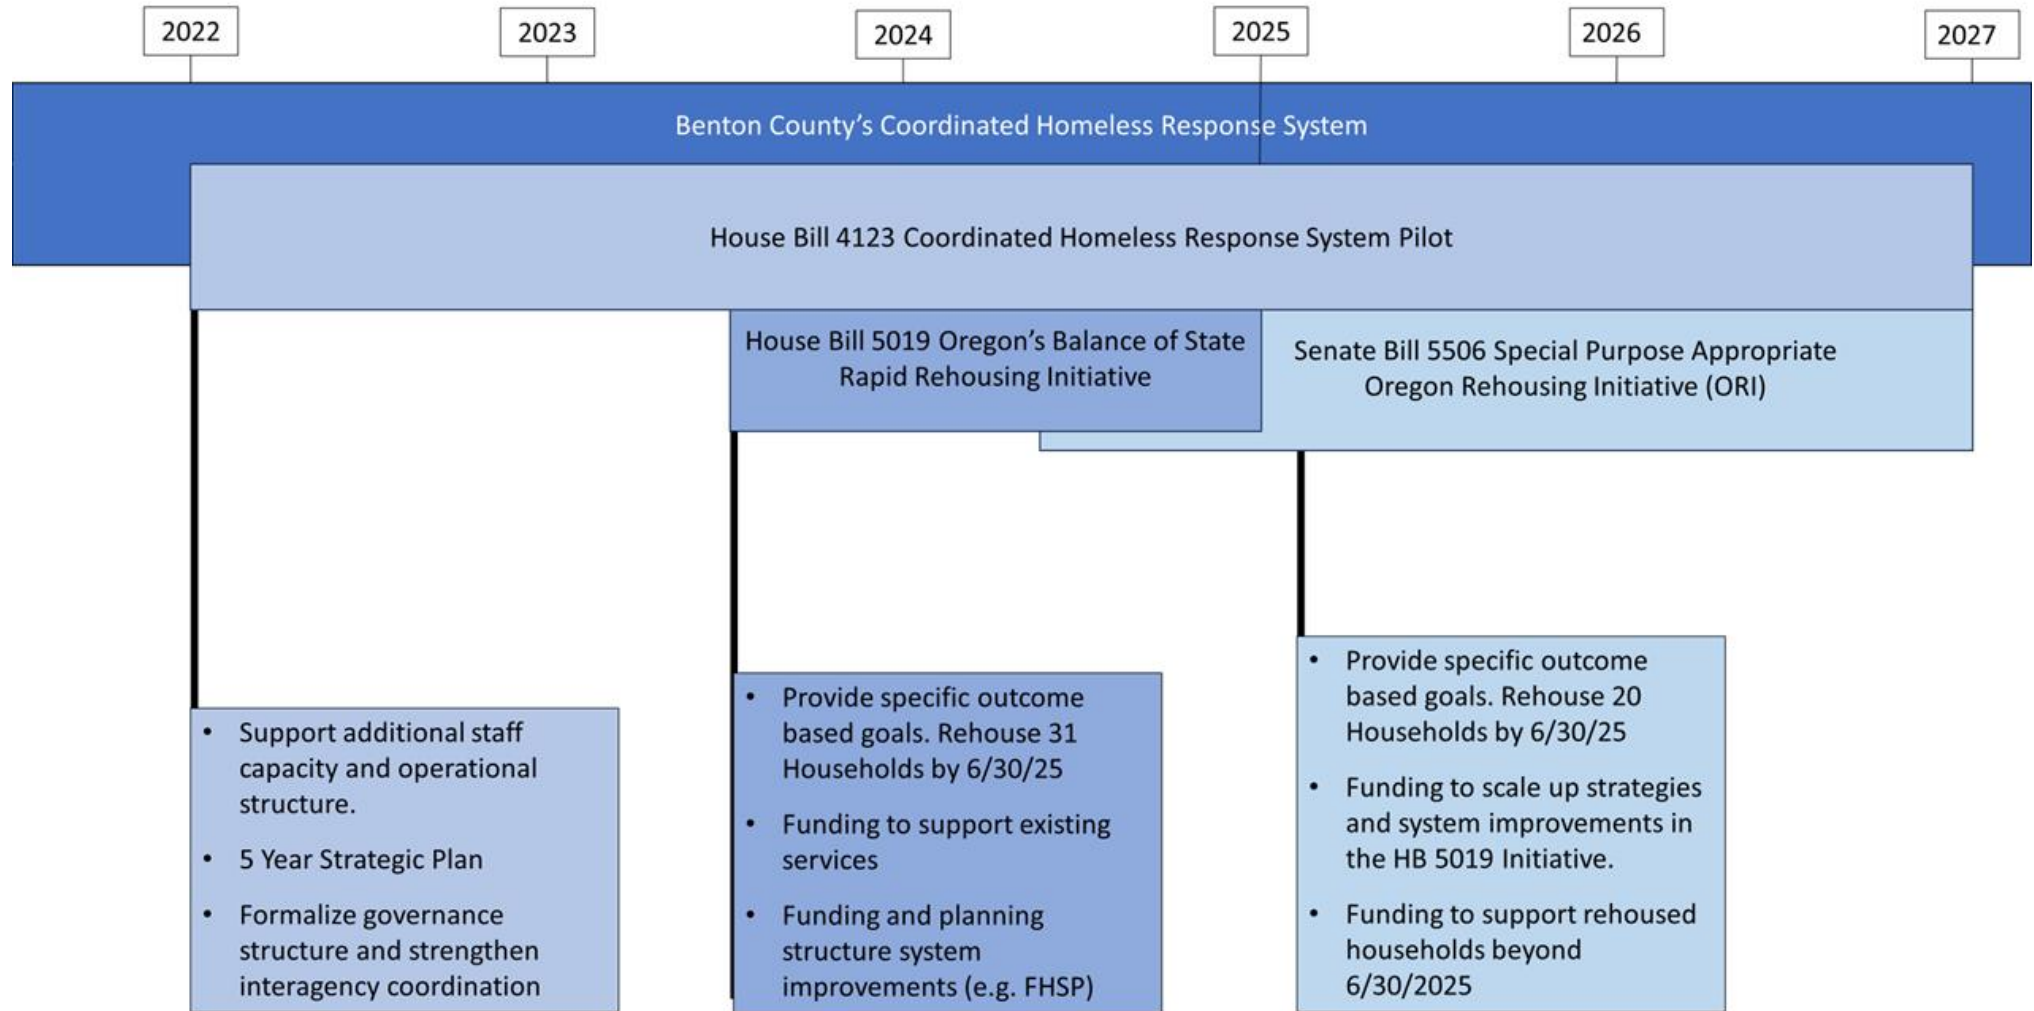 2022
2023
2024
2025
2026
2027
Benton County's Coordinated Homeless Response System
House Bill 4123 Coordinated Homeless Response System Pilot
House Bill 5019 Oregon's Balance of State
Rapid Rehousing Initiative
Senate Bill 5506 Special Purpose Appropriate
Oregon Rehousing Initiative (ORI)
• Support additional staff
capacity and operational
structure.
• 5 Year Strategic Plan
• Formalize governance
structure and strengthen
interagency coordination
• Provide specific outcome
based goals. Rehouse 31
Households by 6/30/25
• Funding to support existing
services
• Funding and planning
structure system
improvements (e.g. FHSP)
• Provide specific outcome
based goals. Rehouse 20
Households by 6/30/25
• Funding to scale up strategies
and system improvements in
the HB 5019 Initiative.
• Funding to support rehoused
households beyond
6/30/2025